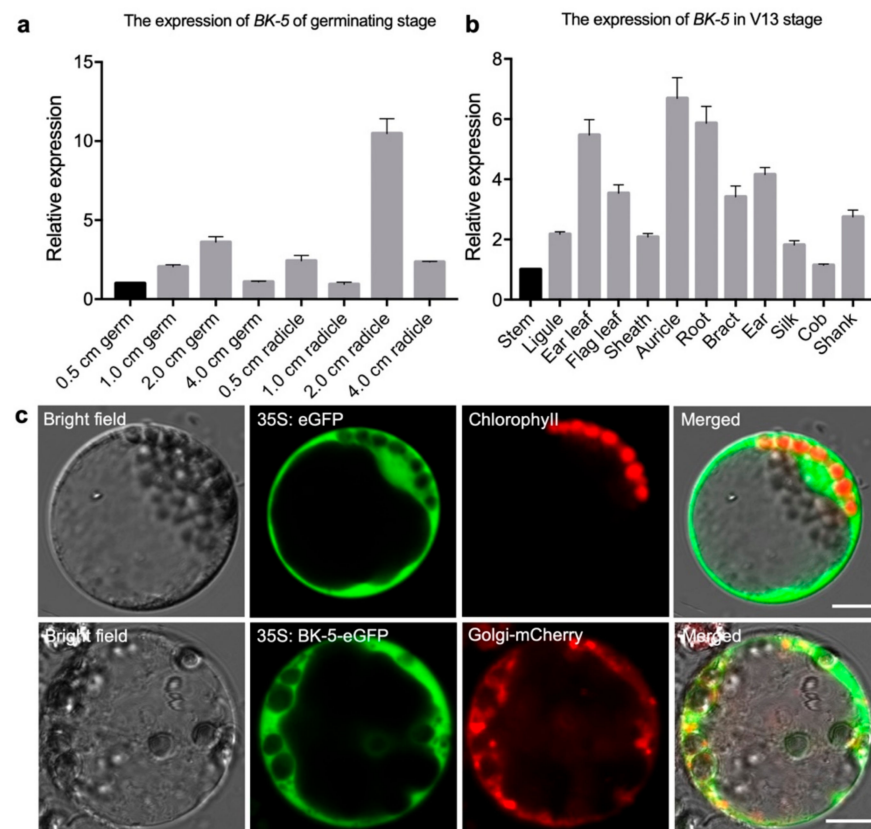 a
The expression of BK-5 of germinating stage
Relative expression
15
10
5
0
0.5 cm germ
1.0 cm germ
2.0 cm germ
4.0 cm germ
0.5 cm radicle
1.0 cm radicle
2.0 cm radicle
4.0 cm radicle
b
The expression of BK-5 in V13 stage
Relative expression
8
6
4
2
0
Stem
Ligule
Ear leaf
Flag leaf
Sheath
Auricle
Root
Bract
Ear
Silk
Cob
Shank
c
Bright field
35S: eGFP
Chlorophyll
Merged
Bright field
35S: BK-5-eGFP
Golgi-mCherry
Merged